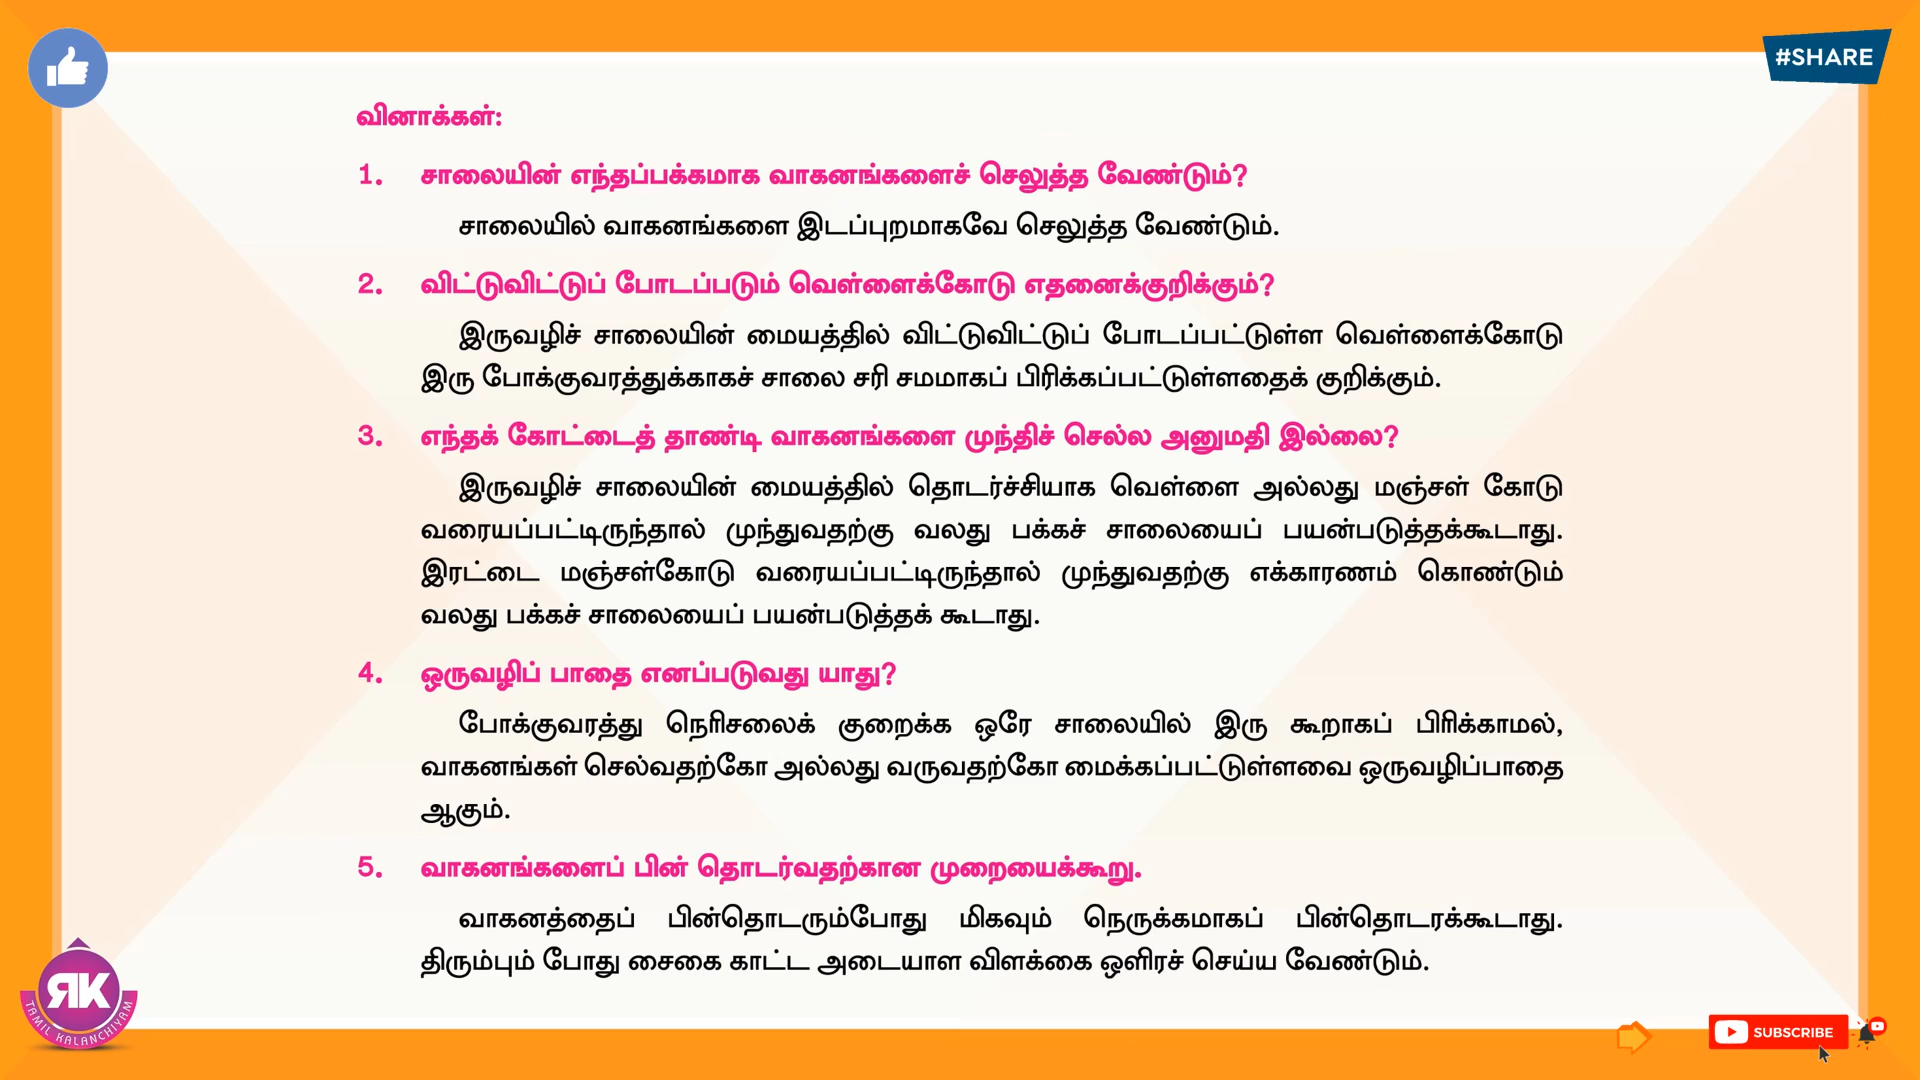 #SHARE
வினாக்கள்:
1. சாலையின் எந்தப்பக்கமாக வாகனங்களைச் செலுத்த வேண்டும்?
சாலையில் வாகனங்களை இடப்புறமாகவே செலுத்த வேண்டும்.
2. விட்டுவிட்டுப் போடப்படும் வெள்ளைக்கோடு எதனைக்குறிக்கும்?
இருவழிச் சாலையின் மையத்தில் விட்டுவிட்டுப் போடப்பட்டுள்ள வெள்ளைக்கோடு
இரு போக்குவரத்துக்காகச் சாலை சரி சமமாகப் பிரிக்கப்பட்டுள்ளதைக் குறிக்கும்.
3. எந்தக் கோட்டைத் தாண்டி வாகனங்களை முந்திச் செல்ல அனுமதி இல்லை?
இருவழிச் சாலையின் மையத்தில் தொடர்ச்சியாக வெள்ளை அல்லது மஞ்சள் கோடு
வரையப்பட்டிருந்தால் முந்துவதற்கு வலது பக்கச் சாலையைப் பயன்படுத்தக்கூடாது.
இரட்டை மஞ்சள்கோடு வரையப்பட்டிருந்தால் முந்துவதற்கு எக்காரணம் கொண்டும்
வலது பக்கச் சாலையைப் பயன்படுத்தக் கூடாது.
4. ஒருவழிப் பாதை எனப்படுவது யாது?
போக்குவரத்து நெரிசலைக் குறைக்க ஒரே சாலையில் இரு கூறாகப் பிரிக்காமல்,
வாகனங்கள் செல்வதற்கோ அல்லது வருவதற்கோ மைக்கப்பட்டுள்ளவை ஒருவழிப்பாதை
ஆகும்.
5. வாகனங்களைப் பின் தொடர்வதற்கான முறையைக்கூறு.
வாகனத்தைப் பின்தொடரும்போது மிகவும் நெருக்கமாகப் பின்தொடரக்கூடாது.
திரும்பும் போது சைகை காட்ட அடையாள விளக்கை ஒளிரச் செய்ய வேண்டும்.
RK
TAMIL KALANCHIYAM
SUBSCRIBE